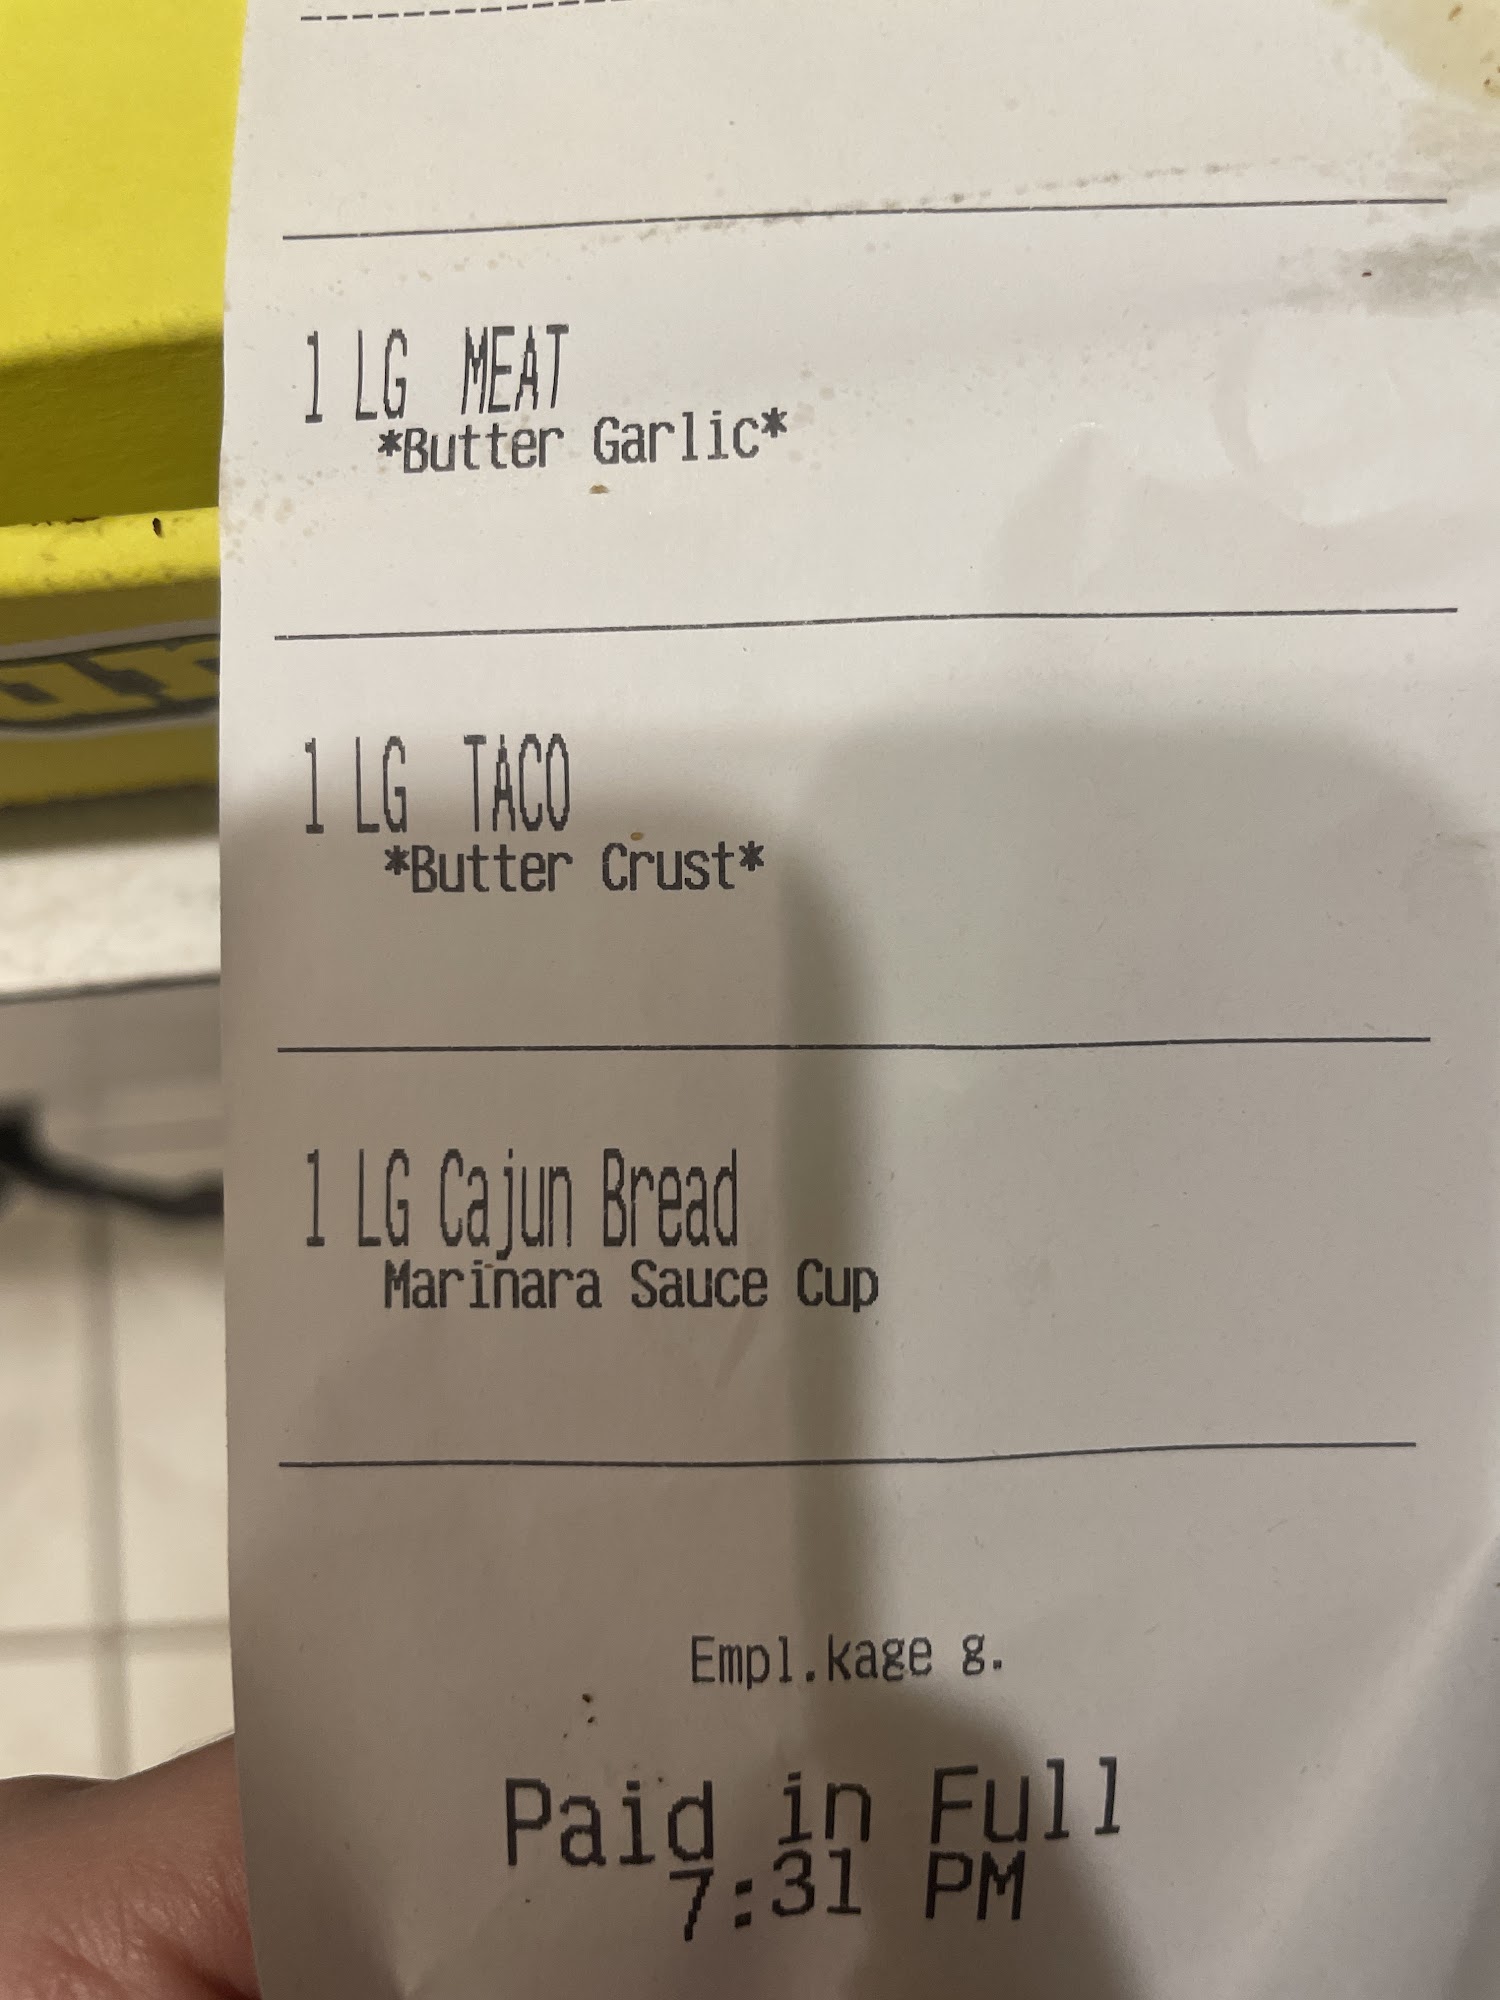 1 LG MEAT
*Butter Garlic*
1 LG TACO
*Butter Crust*
1 LG Cajun Bread
Marinara Sauce Cup
Empl.kage g.
Paid in Full
7:31 PM